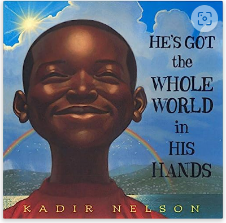 HE'S GOT
the
WHOLE
WORLD
in
HIS
HANDS
KADIR NELSON